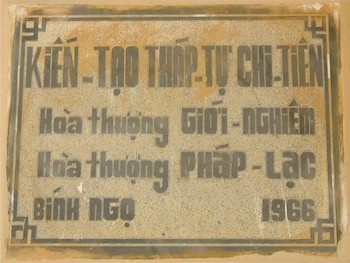 KIẾN - TẠO THÁP - TỰ CHI - TIỀN
Hòa thượng GIỚI - NGHIÊM
Hòa thượng PHÁP - LẠC
BÍNH NGỌ 1966